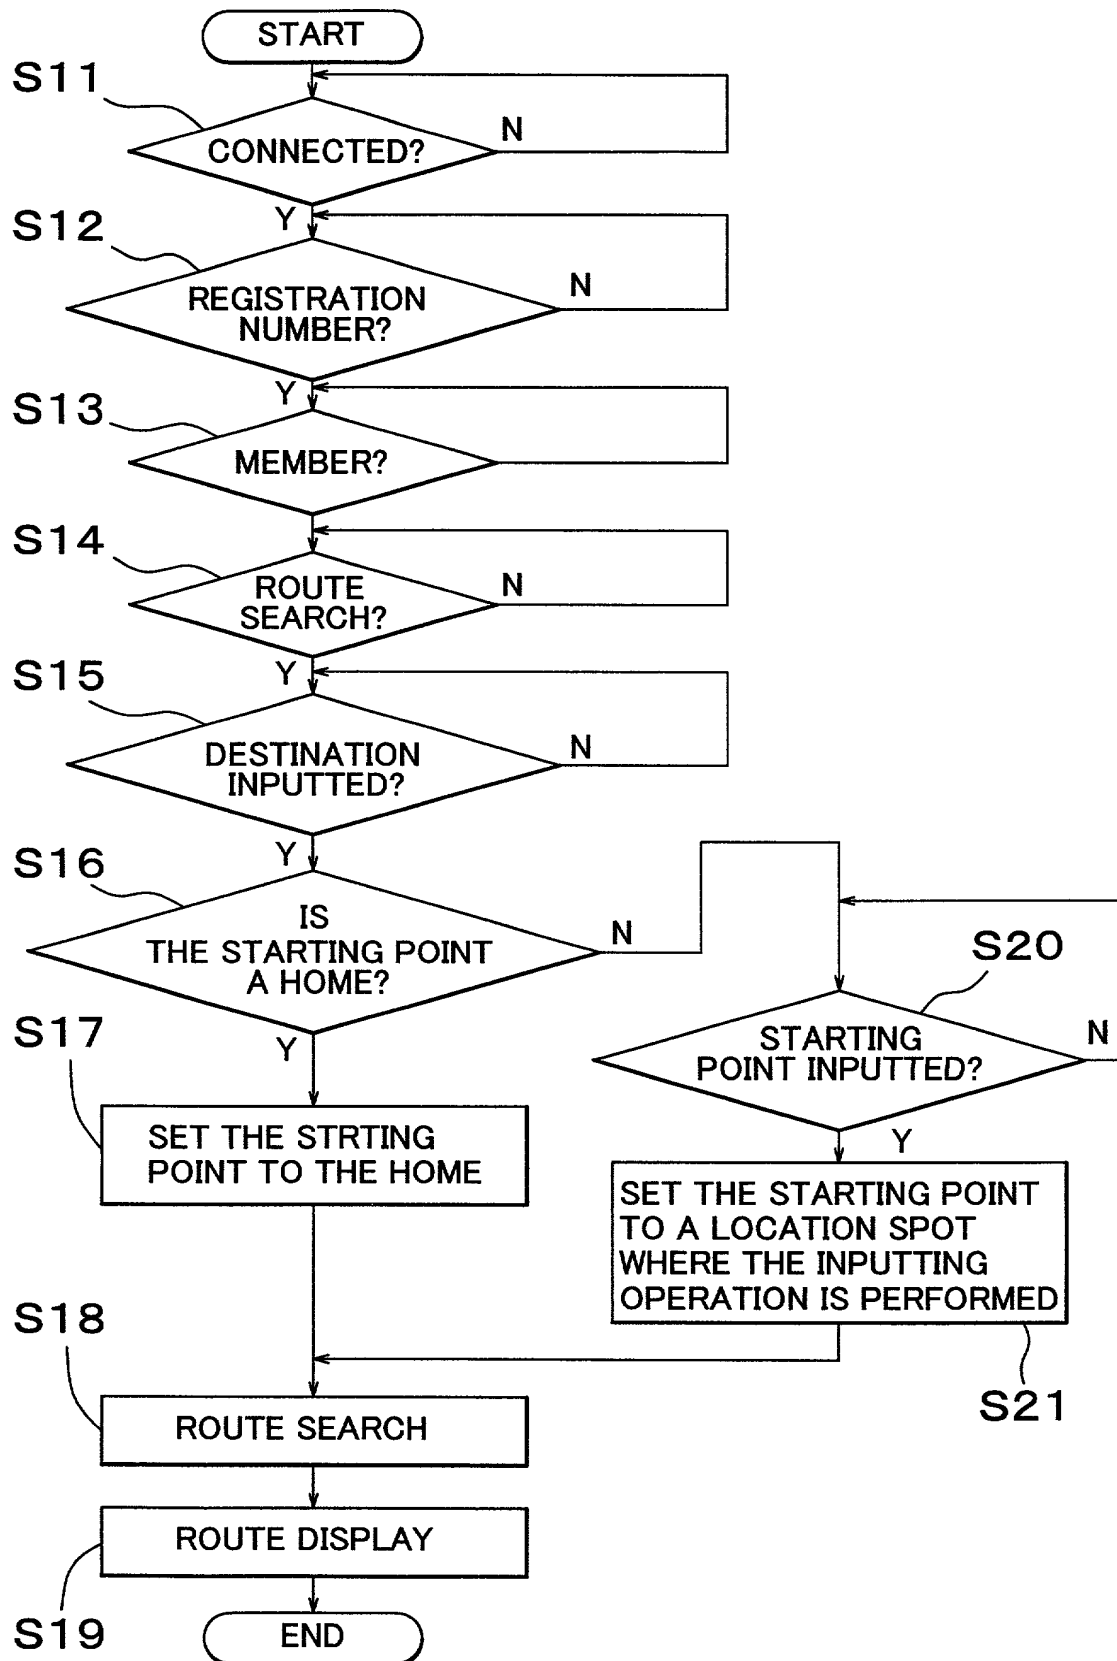 START
S11
CONNECTED?
N
Y
S12
REGISTRATION
NUMBER?
N
Y
S13
MEMBER?
S14
ROUTE
SEARCH?
N
Y
S15
DESTINATION
INPUTTED?
N
Y
S16
IS
THE STARTING POINT
A HOME?
N
Y
S20
STARTING
POINT INPUTTED?
N
Y
S17
SET THE STRTING
POINT TO THE HOME
SET THE STARTING POINT
TO A LOCATION SPOT
WHERE THE INPUTTING
OPERATION IS PERFORMED
S21
S18
ROUTE SEARCH
ROUTE DISPLAY
S19
END